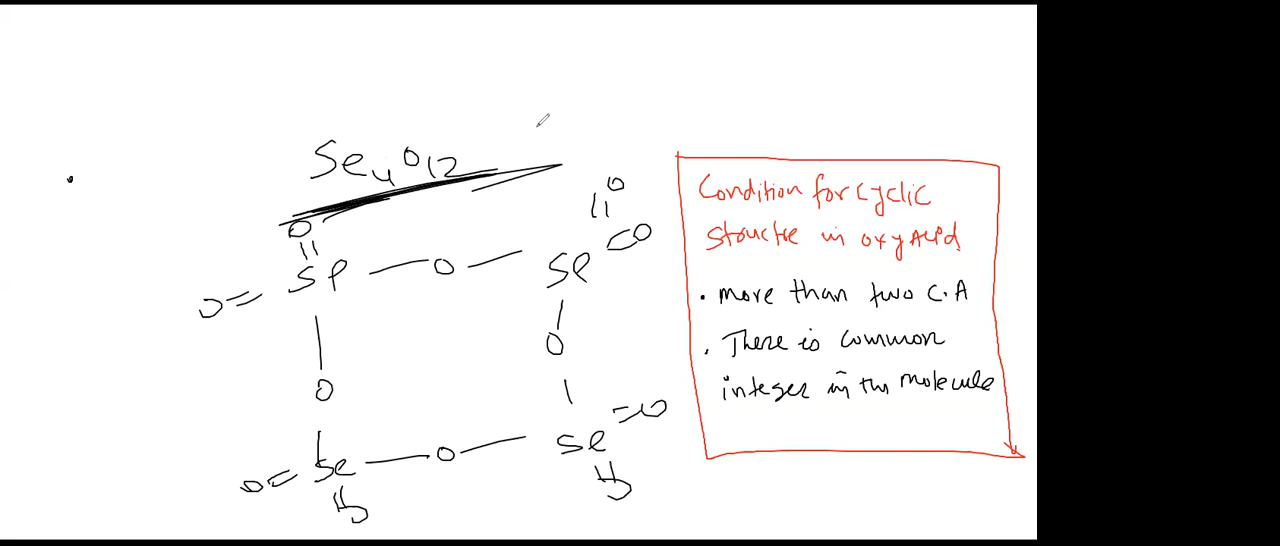 Se4O12
O
O
O = Se — O — Se = O
O O
O = Se — O — Se = O
O O
Condition for cyclic
structre in oxyAcid
. more than two C.A
. There is common
integer in the molecule